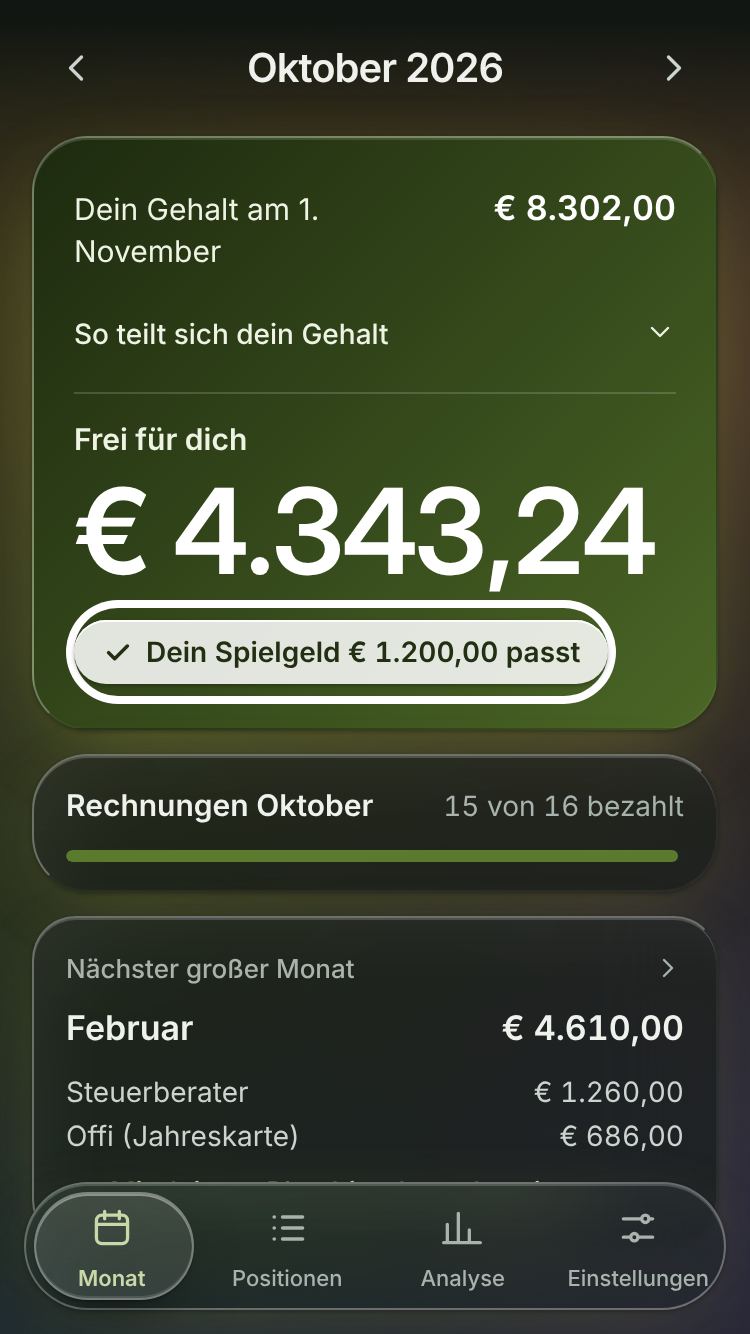 Oktober 2026
Dein Gehalt am 1. € 8.302,00
November
So teilt sich dein Gehalt
Frei für dich
€ 4.343,24
Dein Spielgeld € 1.200,00 passt
Rechnungen Oktober 15 von 16 bezahlt
Nächster großer Monat
Februar € 4.610,00
Steuerberater € 1.260,00
Offi (Jahreskarte) € 686,00
Monat Positionen Analyse Einstellungen